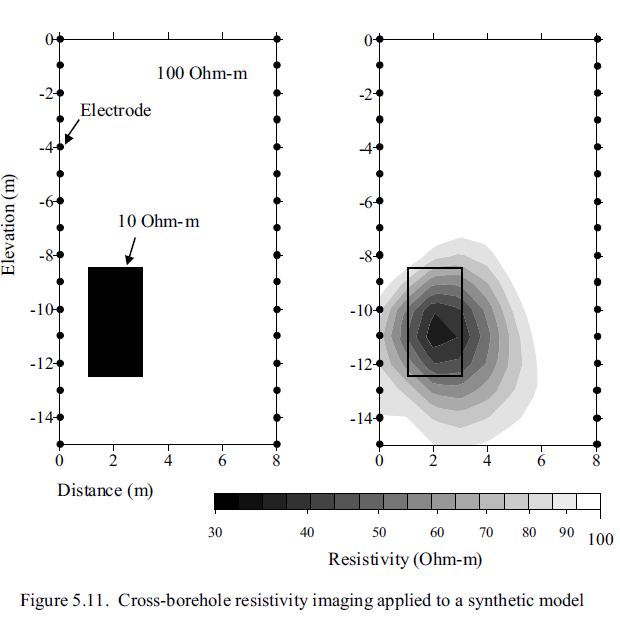 0
-2
-4
-6
-8
-10
-12
-14
Elevation (m)
100 Ohm-m
Electrode
10 Ohm-m
0 2 4 6 8
Distance (m)
0
-2
-4
-6
-8
-10
-12
-14
0 2 4 6 8
30 40 50 60 70 80 90 100
Resistivity (Ohm-m)
Figure 5.11. Cross-borehole resistivity imaging applied to a synthetic model